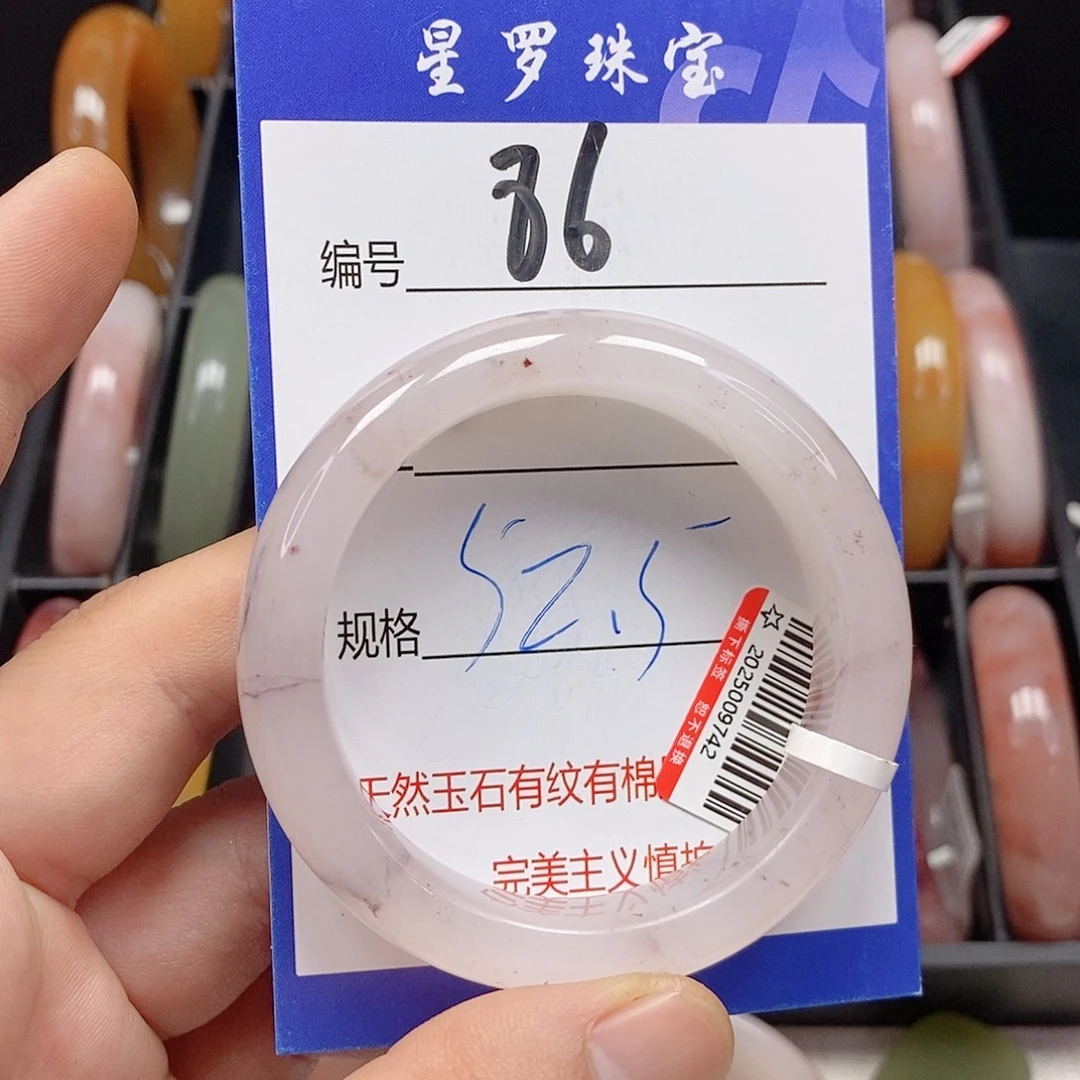 星罗珠宝
编号 86
规格 52.5
撕下标签 恕不退换
2025009742
天然玉石有纹有棉
完美主义慎拍